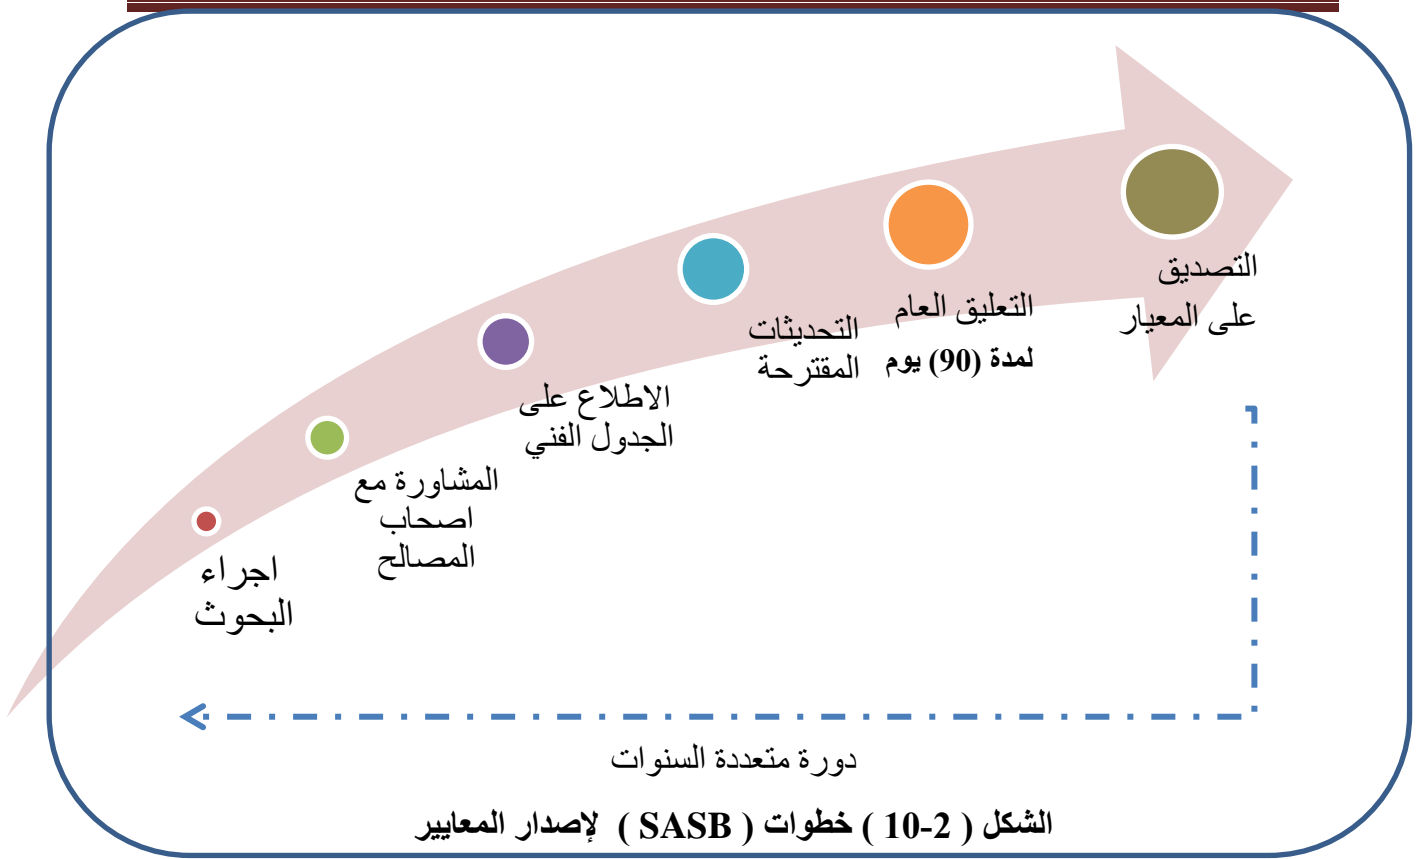 اجراء
البحوث
المشاورة مع
اصحاب
المصالح
الاطلاع على
الجدول الفني
التحديثات
المقترحة
التعليق العام
لمدة (90) يوم
التصديق
على المعيار
دورة متعددة السنوات
الشكل ( 2-10 ) خطوات ( SASB ) لإصدار المعايير